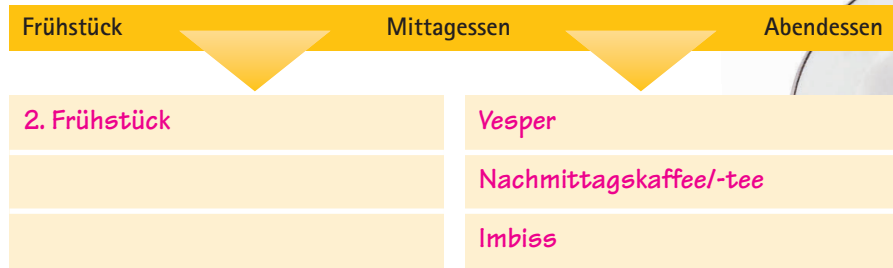 Frühstück Mittagessen Abendessen
2. Frühstück Vesper
Nachmittagskaffee/-tee
Imbiss